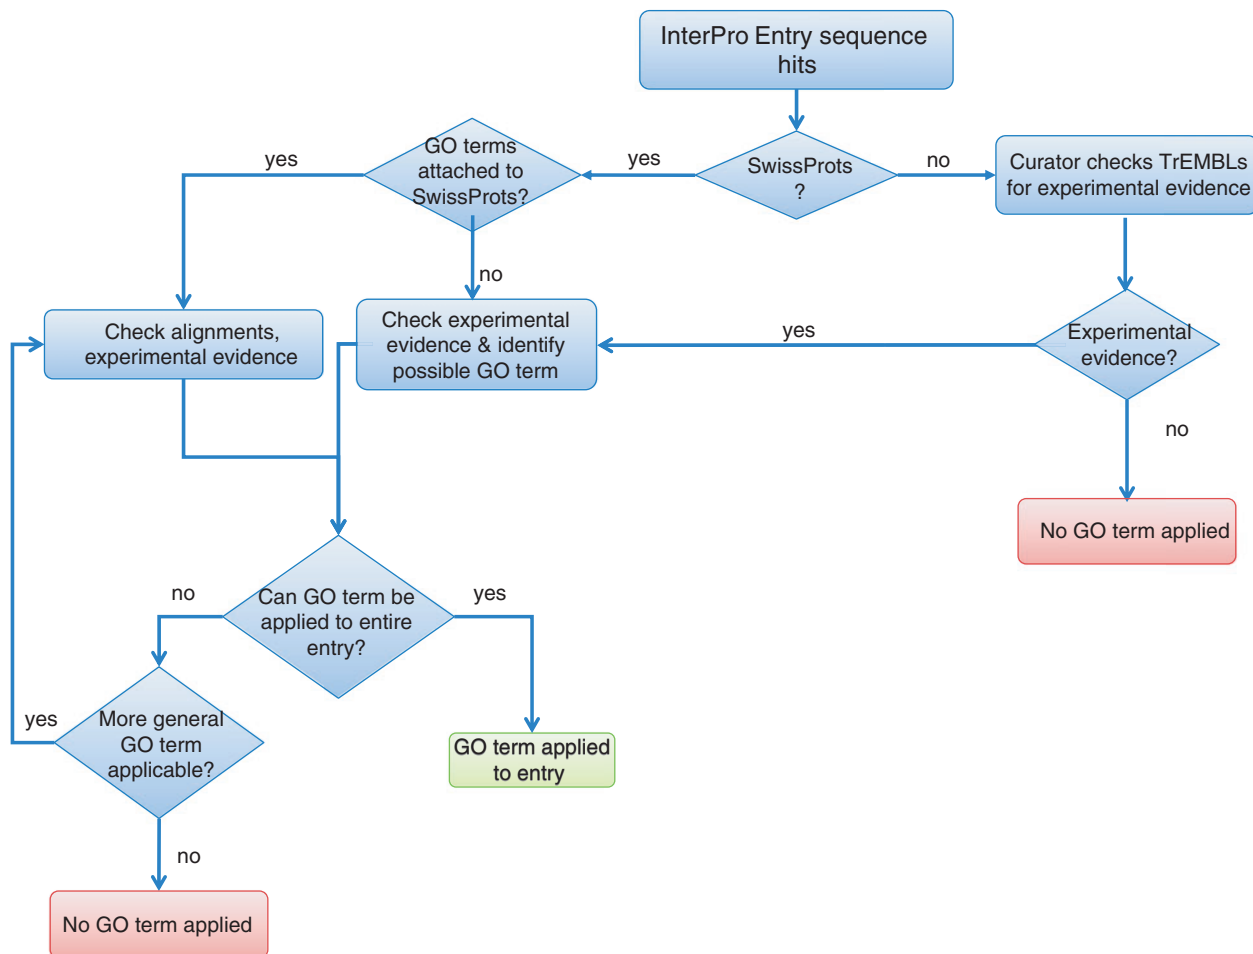 InterPro Entry sequence
hits
GO terms
attached to
SwissProts?
yes
yes
SwissProts
?
no
Curator checks TrEMBLs
for experimental evidence
no
Check alignments,
experimental evidence
Check experimental
evidence & identify
possible GO term
yes
Experimental
evidence?
no
No GO term applied
no
Can GO term be
applied to entire
entry?
yes
yes
More general
GO term
applicable?
GO term applied
to entry
no
No GO term applied